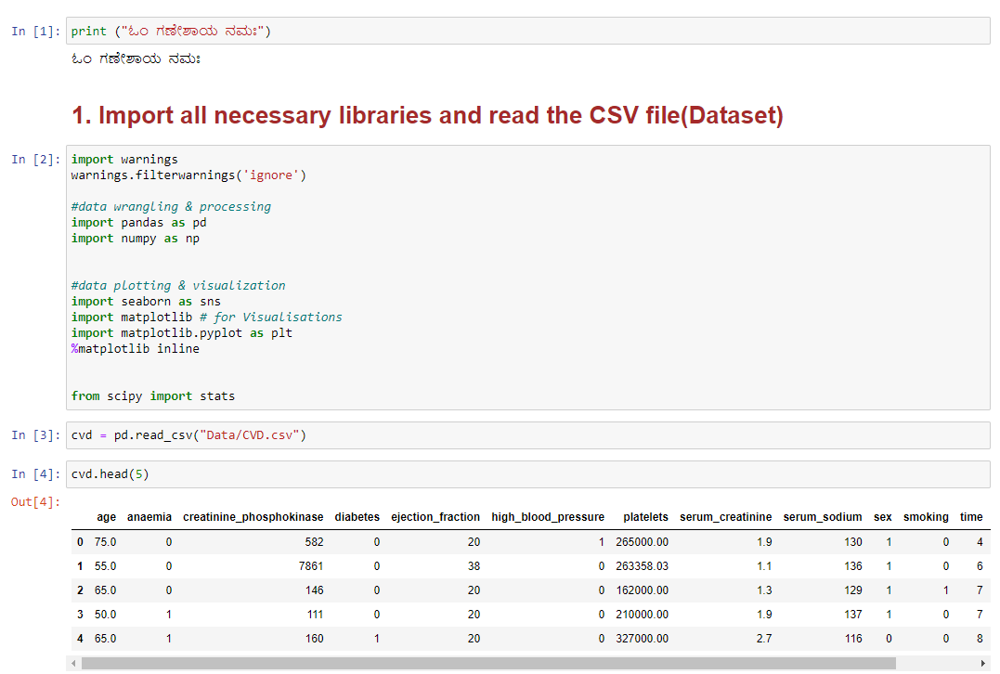 In [1]: print ("ಓಂ ಗಣೇಶಾಯ ನಮಃ")
ಓಂ ಗಣೇಶಾಯ ನಮಃ
1. Import all necessary libraries and read the CSV file(Dataset)
In [2]: import warnings
warnings.filterwarnings('ignore')
#data wrangling & processing
import pandas as pd
import numpy as np
#data plotting & visualization
import seaborn as sns
import matplotlib # for Visualisations
import matplotlib.pyplot as plt
%matplotlib inline
from scipy import stats
In [3]: cvd = pd.read_csv("Data/CVD.csv")
In [4]: cvd.head(5)
Out[4]:
age anaemia creatinine_phosphokinase diabetes ejection_fraction high_blood_pressure platelets serum_creatinine serum_sodium sex smoking time
0 75.0 0 582 0 20 1 265000.00 1.9 130 1 0 4
1 55.0 0 7861 0 38 0 263358.03 1.1 136 1 0 6
2 65.0 0 146 0 20 0 162000.00 1.3 129 1 1 7
3 50.0 1 111 0 20 0 210000.00 1.9 137 1 0 7
4 65.0 1 160 1 20 0 327000.00 2.7 116 0 0 8